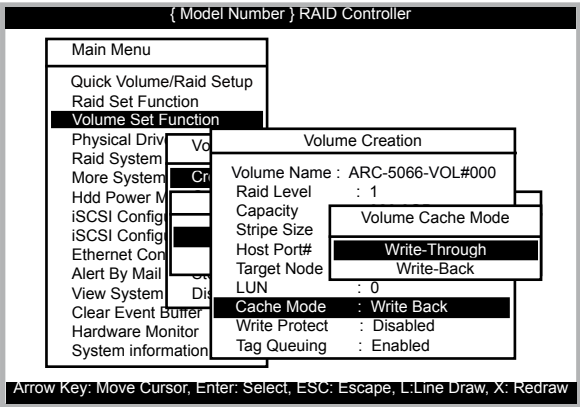 { Model Number } RAID Controller
Main Menu
Quick Volume/Raid Setup
Raid Set Function
Volume Set Function
Physical Driv
Raid System
More System
Hdd Power M
iSCSI Config
iSCSI Config
Ethernet Con
Alert By Mail
View System
Clear Event Buffer
Hardware Monitor
System information
Vo
Cr
Dis
Volume Creation
Volume Name : ARC-5066-VOL#000
Raid Level : 1
Capacity
Stripe Size
Host Port#
Target Node
LUN : 0
Cache Mode : Write Back
Write Protect : Disabled
Tag Queuing : Enabled
Volume Cache Mode
Write-Through
Write-Back
Arrow Key: Move Cursor, Enter: Select, ESC: Escape, L:Line Draw, X: Redraw